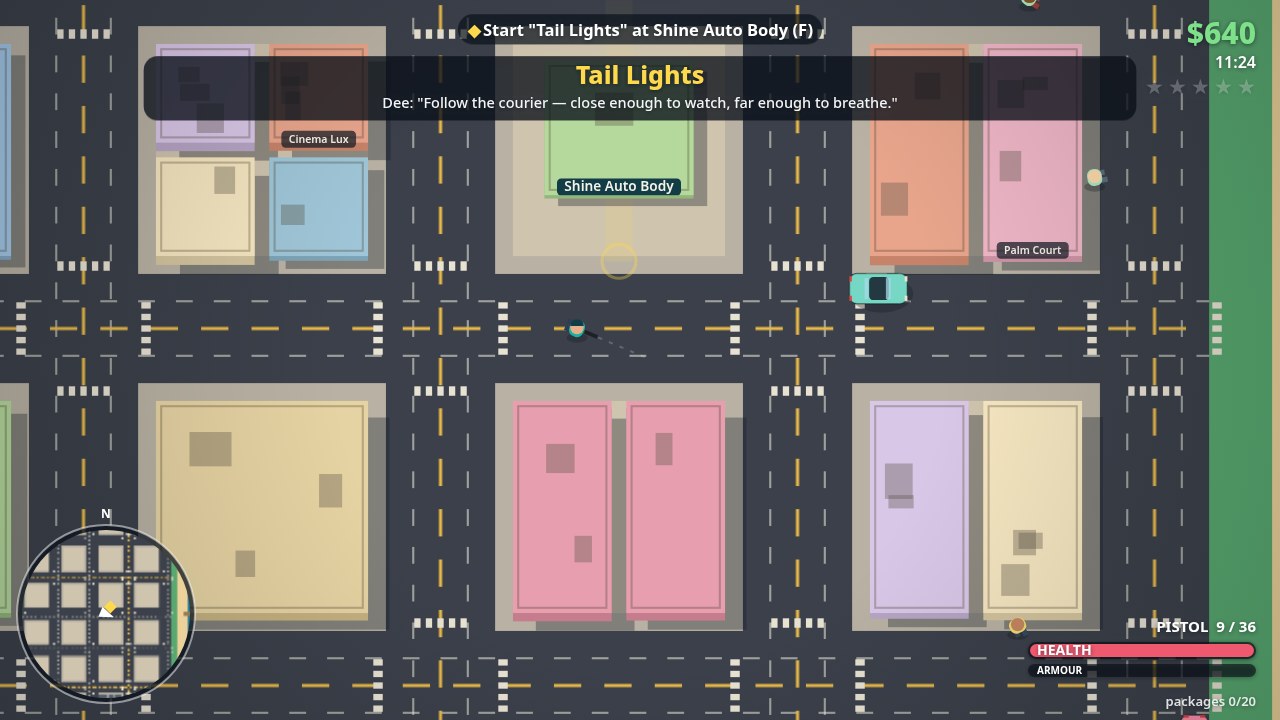 Start "Tail Lights" at Shine Auto Body (F)
$640
11:24
Tail Lights
Dee: "Follow the courier — close enough to watch, far enough to breathe."
Cinema Lux
Shine Auto Body
Palm Court
N
PISTOL 9 / 36
HEALTH
ARMOUR
packages 0/20